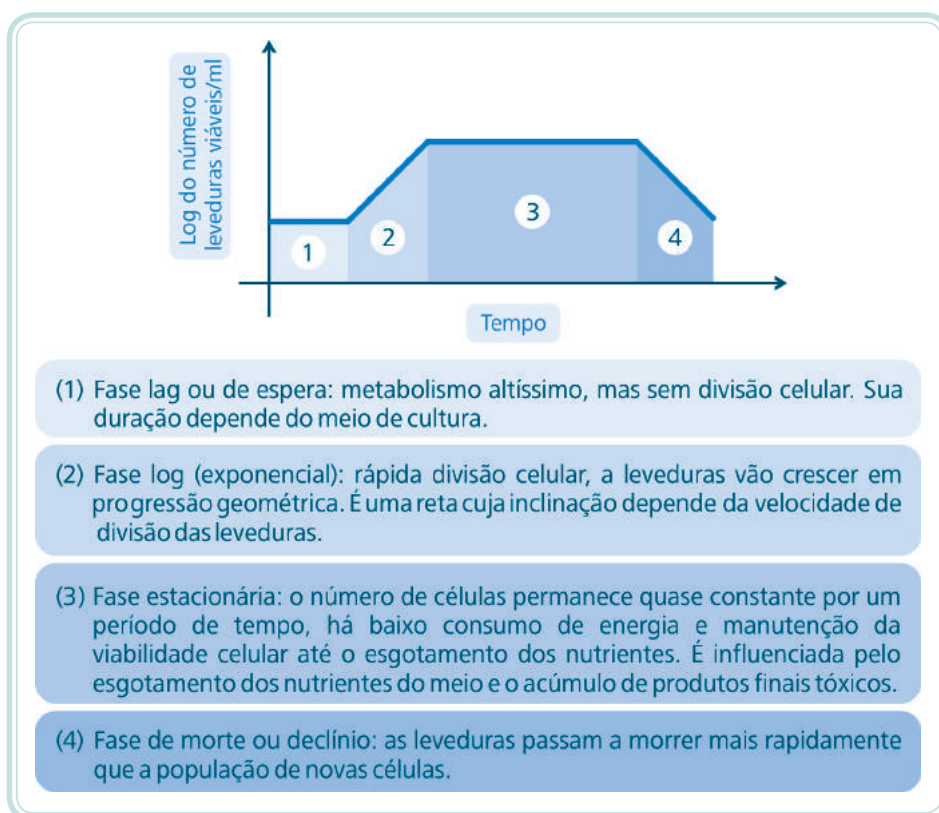 Log do número de
leveduras viáveis/ml
1
2
3
4
Tempo
(1) Fase lag ou de espera: metabolismo altíssimo, mas sem divisão celular. Sua
duração depende do meio de cultura.
(2) Fase log (exponencial): rápida divisão celular, a leveduras vão crescer em
progressão geométrica. É uma reta cuja inclinação depende da velocidade de
divisão das leveduras.
(3) Fase estacionária: o número de células permanece quase constante por um
período de tempo, há baixo consumo de energia e manutenção da
viabilidade celular até o esgotamento dos nutrientes. É influenciada pelo
esgotamento dos nutrientes do meio e o acúmulo de produtos finais tóxicos.
(4) Fase de morte ou declínio: as leveduras passam a morrer mais rapidamente
que a população de novas células.